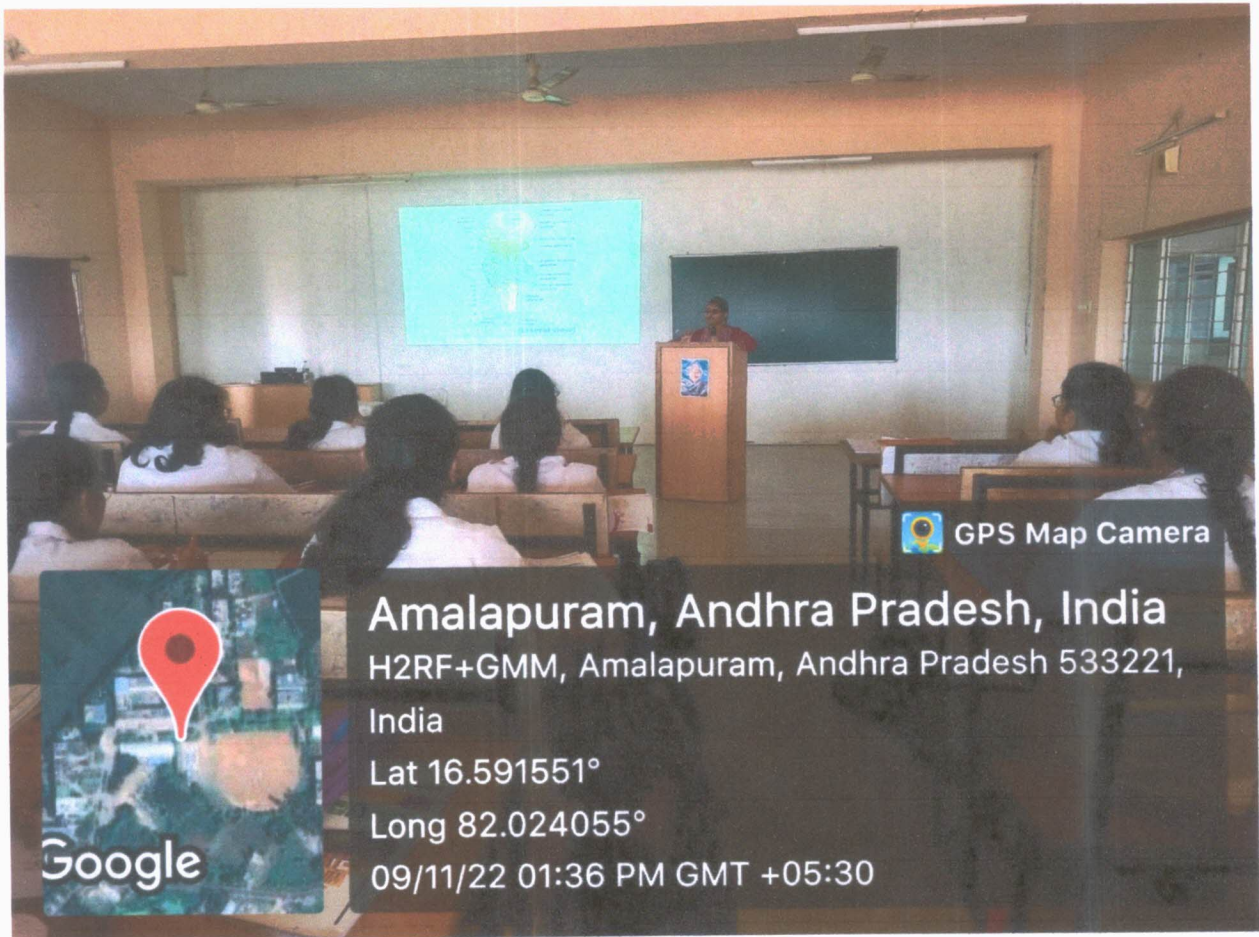 GPS Map Camera
Amalapuram, Andhra Pradesh, India
H2RF+GMM, Amalapuram, Andhra Pradesh 533221,
India
Lat 16.591551°
Long 82.024055°
09/11/22 01:36 PM GMT +05:30
Google